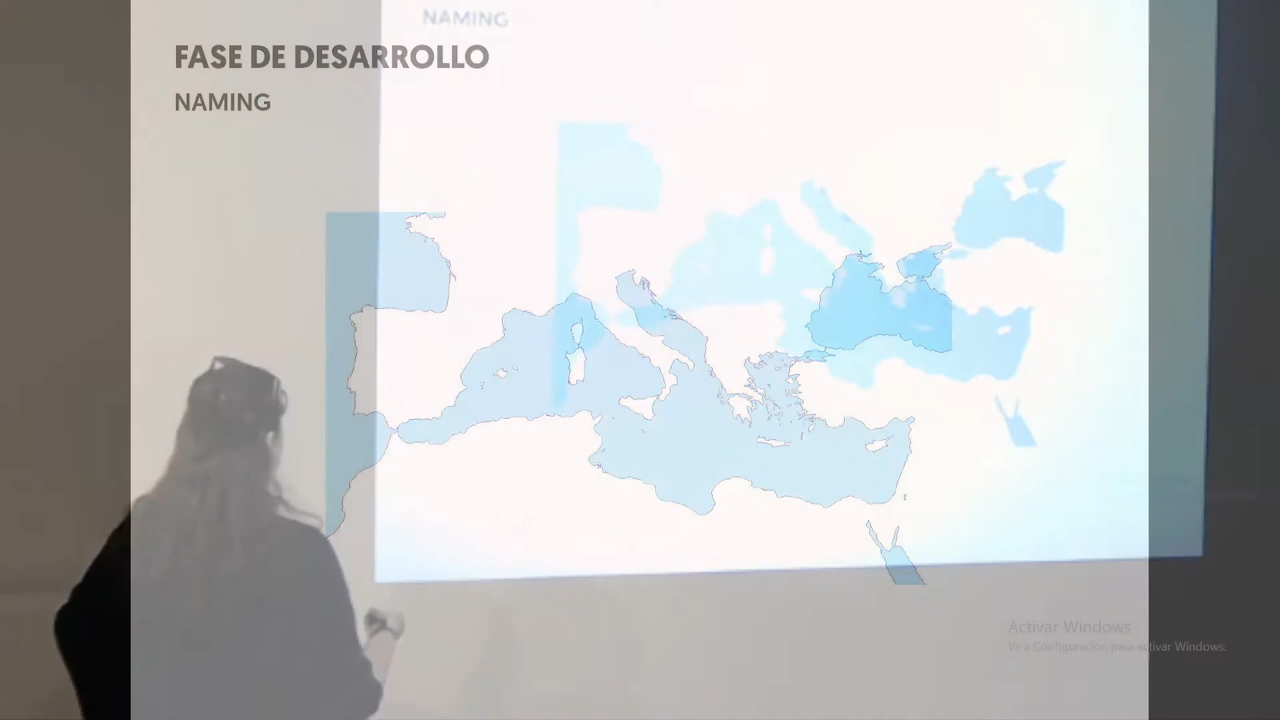 NAMING
FASE DE DESARROLLO
NAMING
Activar Windows
Ve a Configuración para activar Windows.